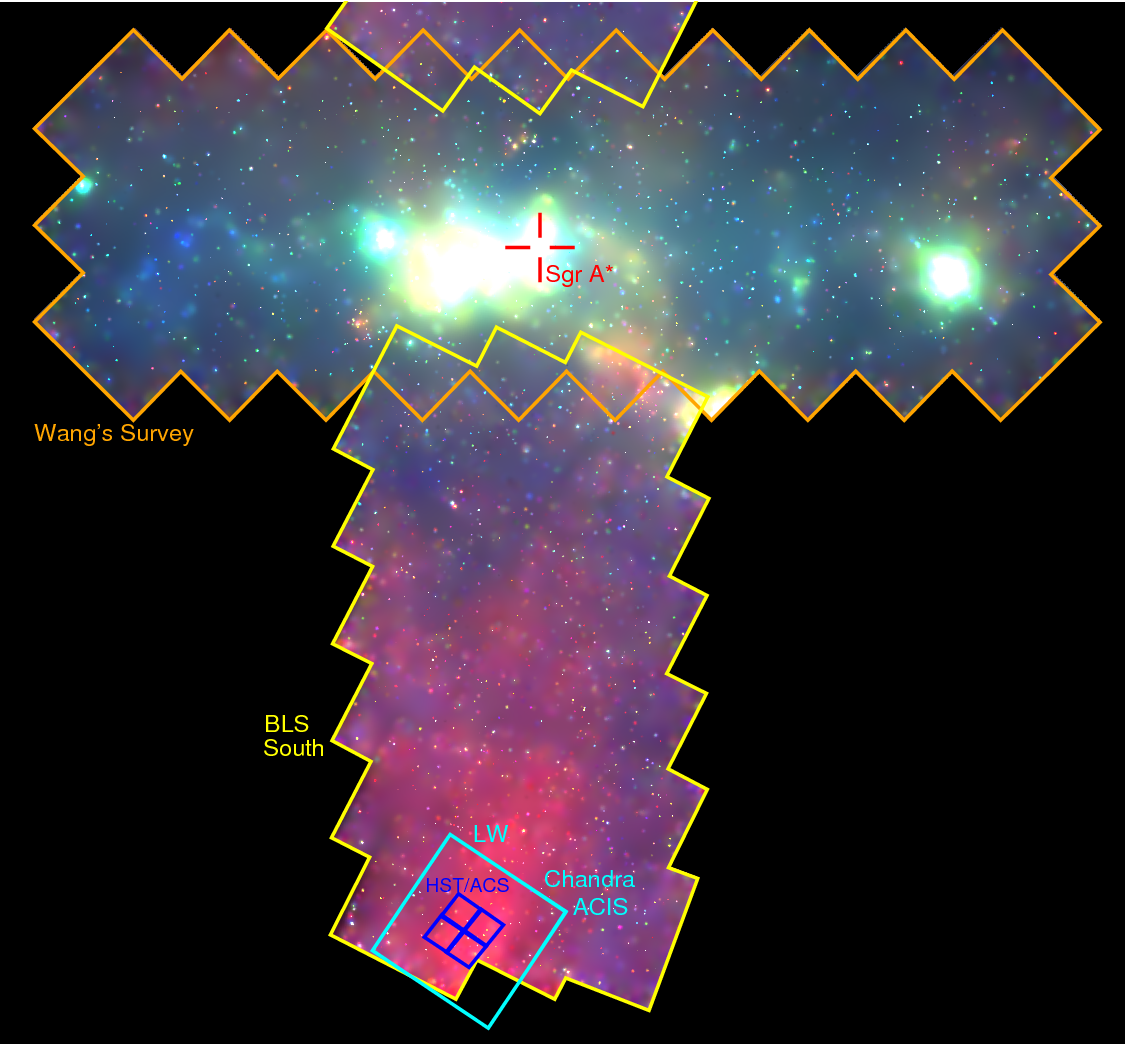 Sgr A*
Wang's Survey
BLS
South
LW
HST/ACS
Chandra
ACIS